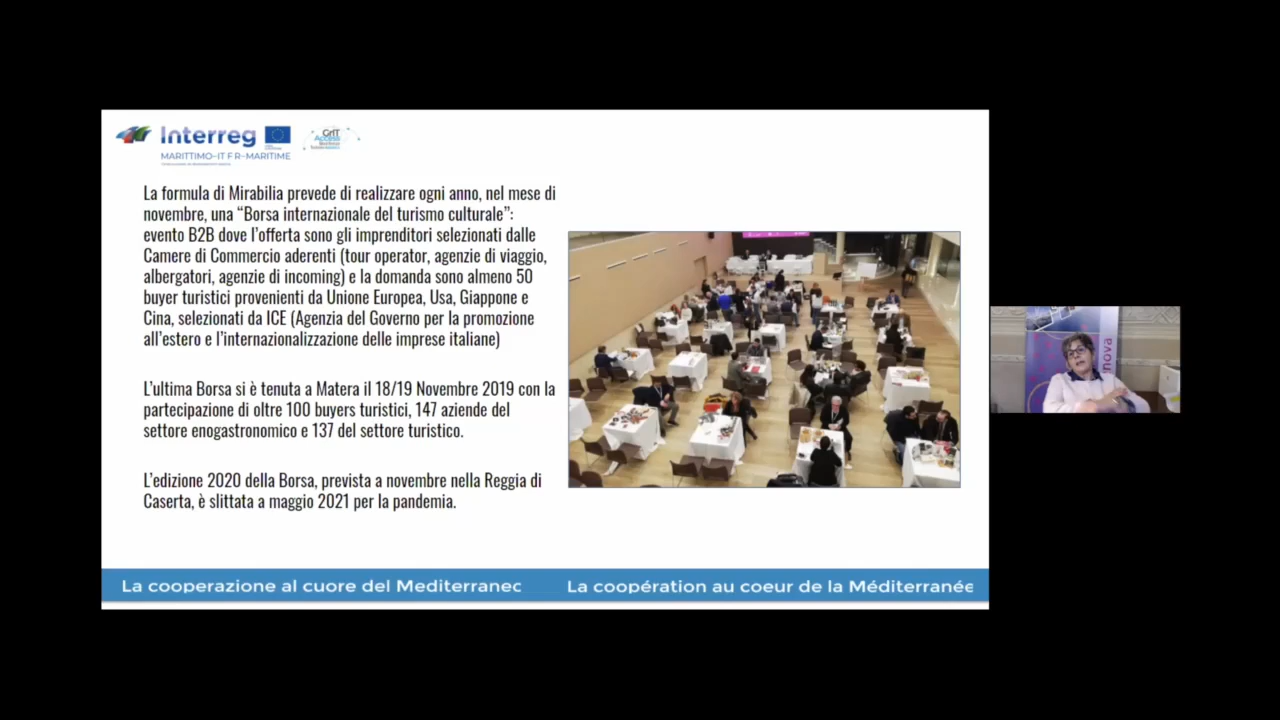 Interreg
MARITTIMO-IT FR-MARITIME
GrIT
Access
La formula di Mirabilia prevede di realizzare ogni anno, nel mese di
novembre, una “Borsa internazionale del turismo culturale”:
evento B2B dove l’offerta sono gli imprenditori selezionati dalle
Camere di Commercio aderenti (tour operator, agenzie di viaggio,
albergatori, agenzie di incoming) e la domanda sono almeno 50
buyer turistici provenienti da Unione Europea, Usa, Giappone e
Cina, selezionati da ICE (Agenzia del Governo per la promozione
all’estero e l’internazionalizzazione delle imprese italiane)
L’ultima Borsa si è tenuta a Matera il 18/19 Novembre 2019 con la
partecipazione di oltre 100 buyers turistici, 147 aziende del
settore enogastronomico e 137 del settore turistico.
L’edizione 2020 della Borsa, prevista a novembre nella Reggia di
Caserta, è slittata a maggio 2021 per la pandemia.
nova
La cooperazione al cuore del Mediterraneo
La coopération au coeur de la Méditerranée